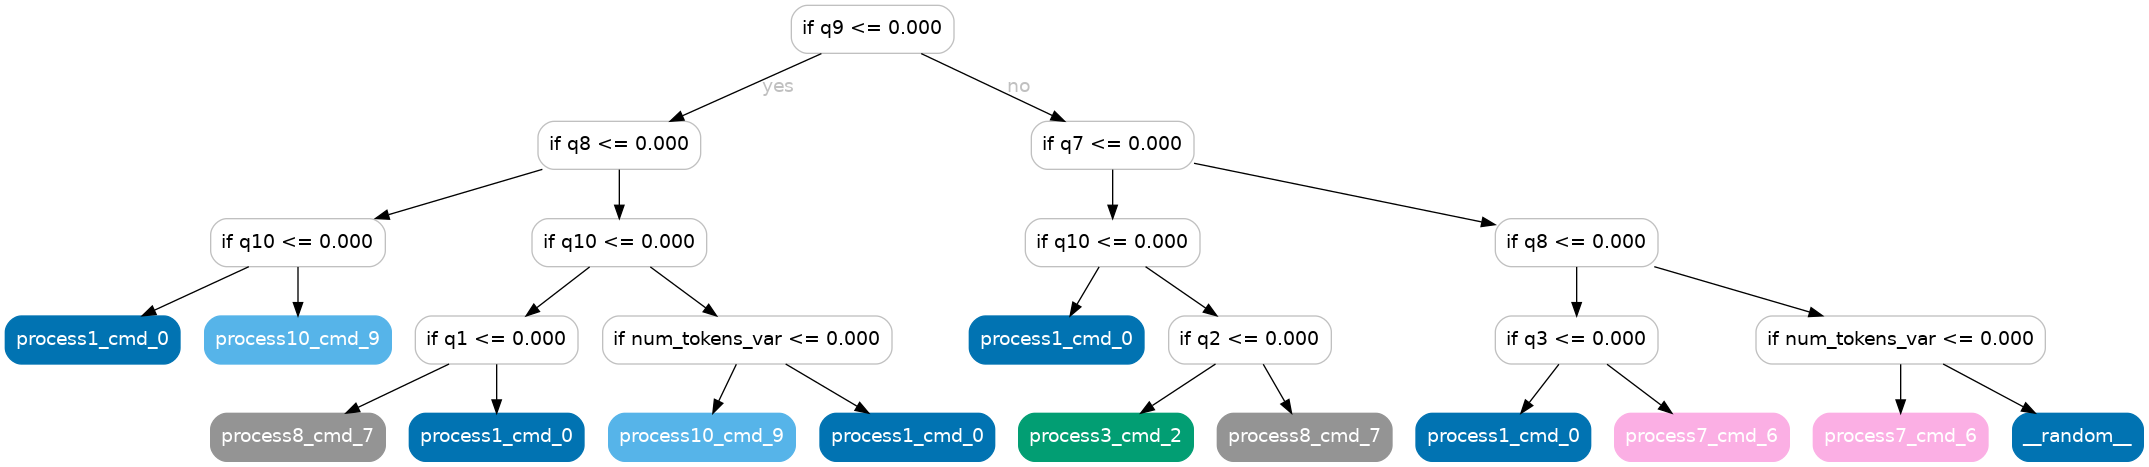 if q9 <= 0.000
yes
no
if q8 <= 0.000
if q7 <= 0.000
if q10 <= 0.000
if q10 <= 0.000
if q10 <= 0.000
if q8 <= 0.000
process1_cmd_0
process10_cmd_9
if q1 <= 0.000
if num_tokens_var <= 0.000
process1_cmd_0
if q2 <= 0.000
if q3 <= 0.000
if num_tokens_var <= 0.000
process8_cmd_7
process1_cmd_0
process10_cmd_9
process1_cmd_0
process3_cmd_2
process8_cmd_7
process1_cmd_0
process7_cmd_6
process7_cmd_6
__random__